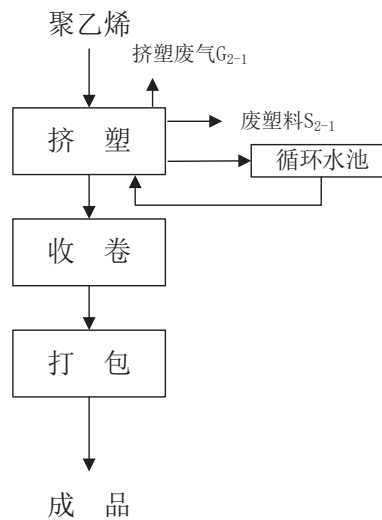 聚乙烯
挤塑废气G₂₋₁
废塑料S₂₋₁
挤 塑
循环水池
收 卷
打 包
成 品